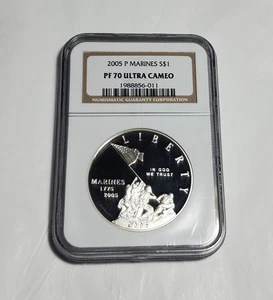 2005 P MARINES S$1
PF 70 ULTRA CAMEO
1988856-011
NUMISMATIC GUARANTY CORPORATION
LIBERTY
IN GOD
WE TRUST
MARINES
1775
2005